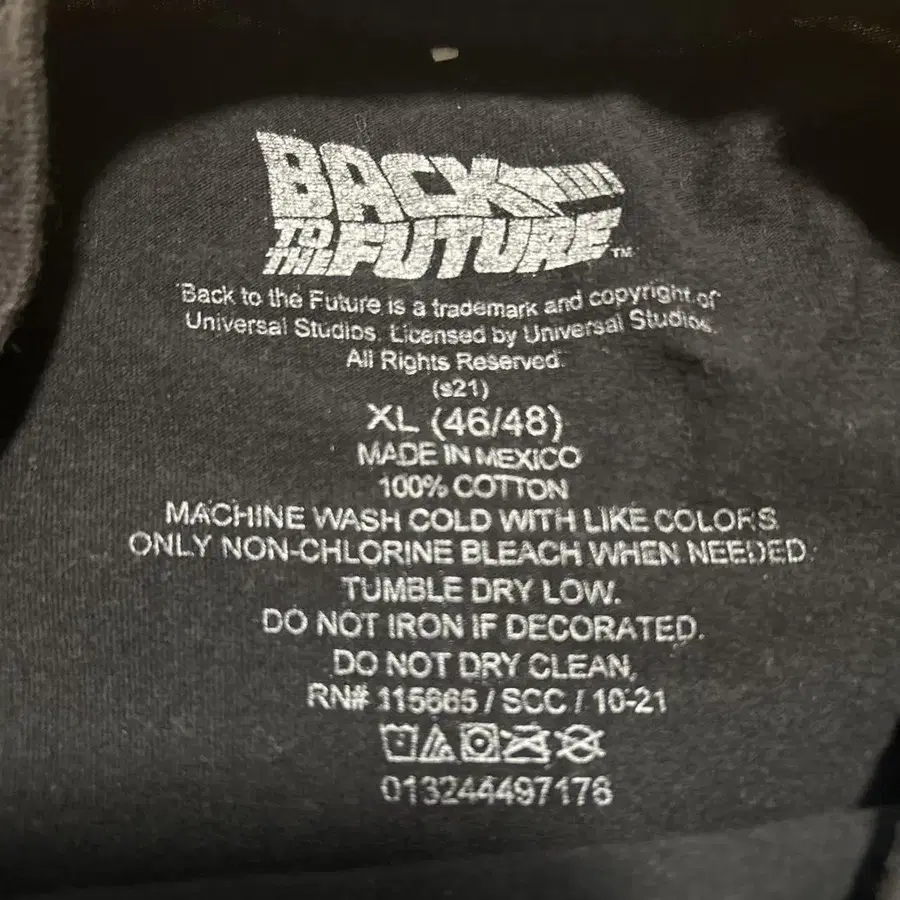 BACK
TO THE FUTURE™
Back to the Future is a trademark and copyright of
Universal Studios. Licensed by Universal Studios.
All Rights Reserved.
(s21)
XL (46/48)
MADE IN MEXICO
100% COTTON
MACHINE WASH COLD WITH LIKE COLORS.
ONLY NON-CHLORINE BLEACH WHEN NEEDED.
TUMBLE DRY LOW.
DO NOT IRON IF DECORATED.
DO NOT DRY CLEAN.
RN# 115665 / SCC / 10-21
013244497176